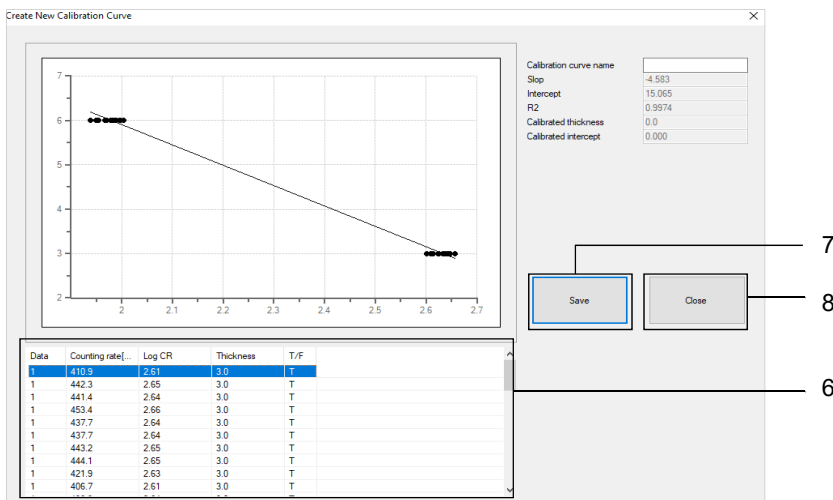 Create New Calibration Curve
7
6
5
4
3
2
2 2.1 2.2 2.3 2.4 2.5 2.6 2.7
Calibration curve name
Slop -4.583
Intercept 15.065
R2 0.9974
Calibrated thickness 0.0
Calibrated intercept 0.000
Save
Close
7
8
6
Data Counting rate[... Log CR Thickness T/F
1 410.9 2.61 3.0 T
1 442.3 2.65 3.0 T
1 441.4 2.64 3.0 T
1 453.4 2.66 3.0 T
1 437.7 2.64 3.0 T
1 437.7 2.64 3.0 T
1 443.2 2.65 3.0 T
1 444.1 2.65 3.0 T
1 421.9 2.63 3.0 T
1 406.7 2.61 3.0 T